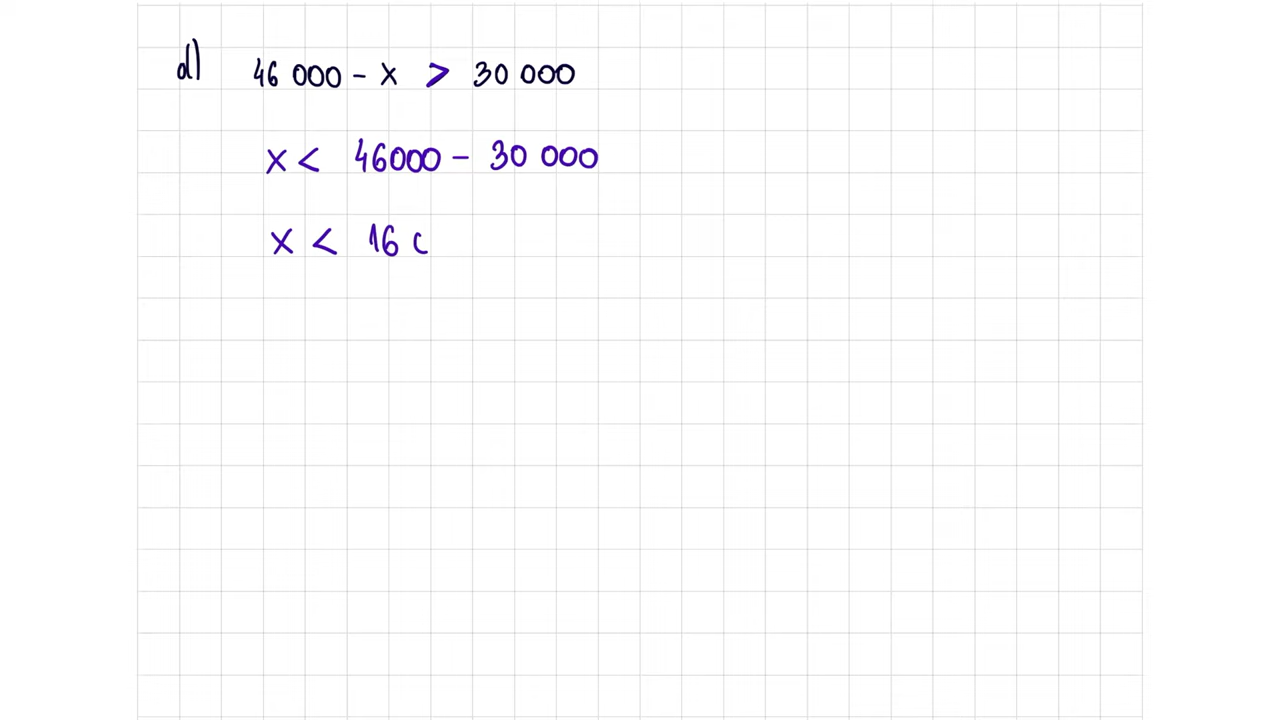 d) 46 000 - x > 30 000
x < 46000 - 30 000
x < 16 c